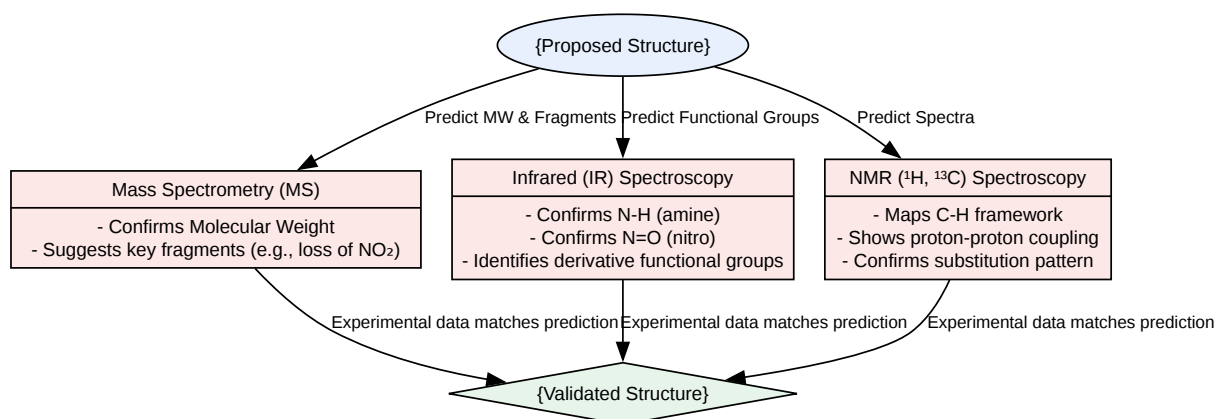 {Proposed Structure}
Predict MW & Fragments
Predict Functional Groups
Predict Spectra
Mass Spectrometry (MS)
- Confirms Molecular Weight
- Suggests key fragments (e.g., loss of NO₂)
Infrared (IR) Spectroscopy
- Confirms N-H (amine)
- Confirms N=O (nitro)
- Identifies derivative functional groups
NMR (¹H, ¹³C) Spectroscopy
- Maps C-H framework
- Shows proton-proton coupling
- Confirms substitution pattern
Experimental data matches prediction
Experimental data matches prediction
Experimental data matches prediction
{Validated Structure}